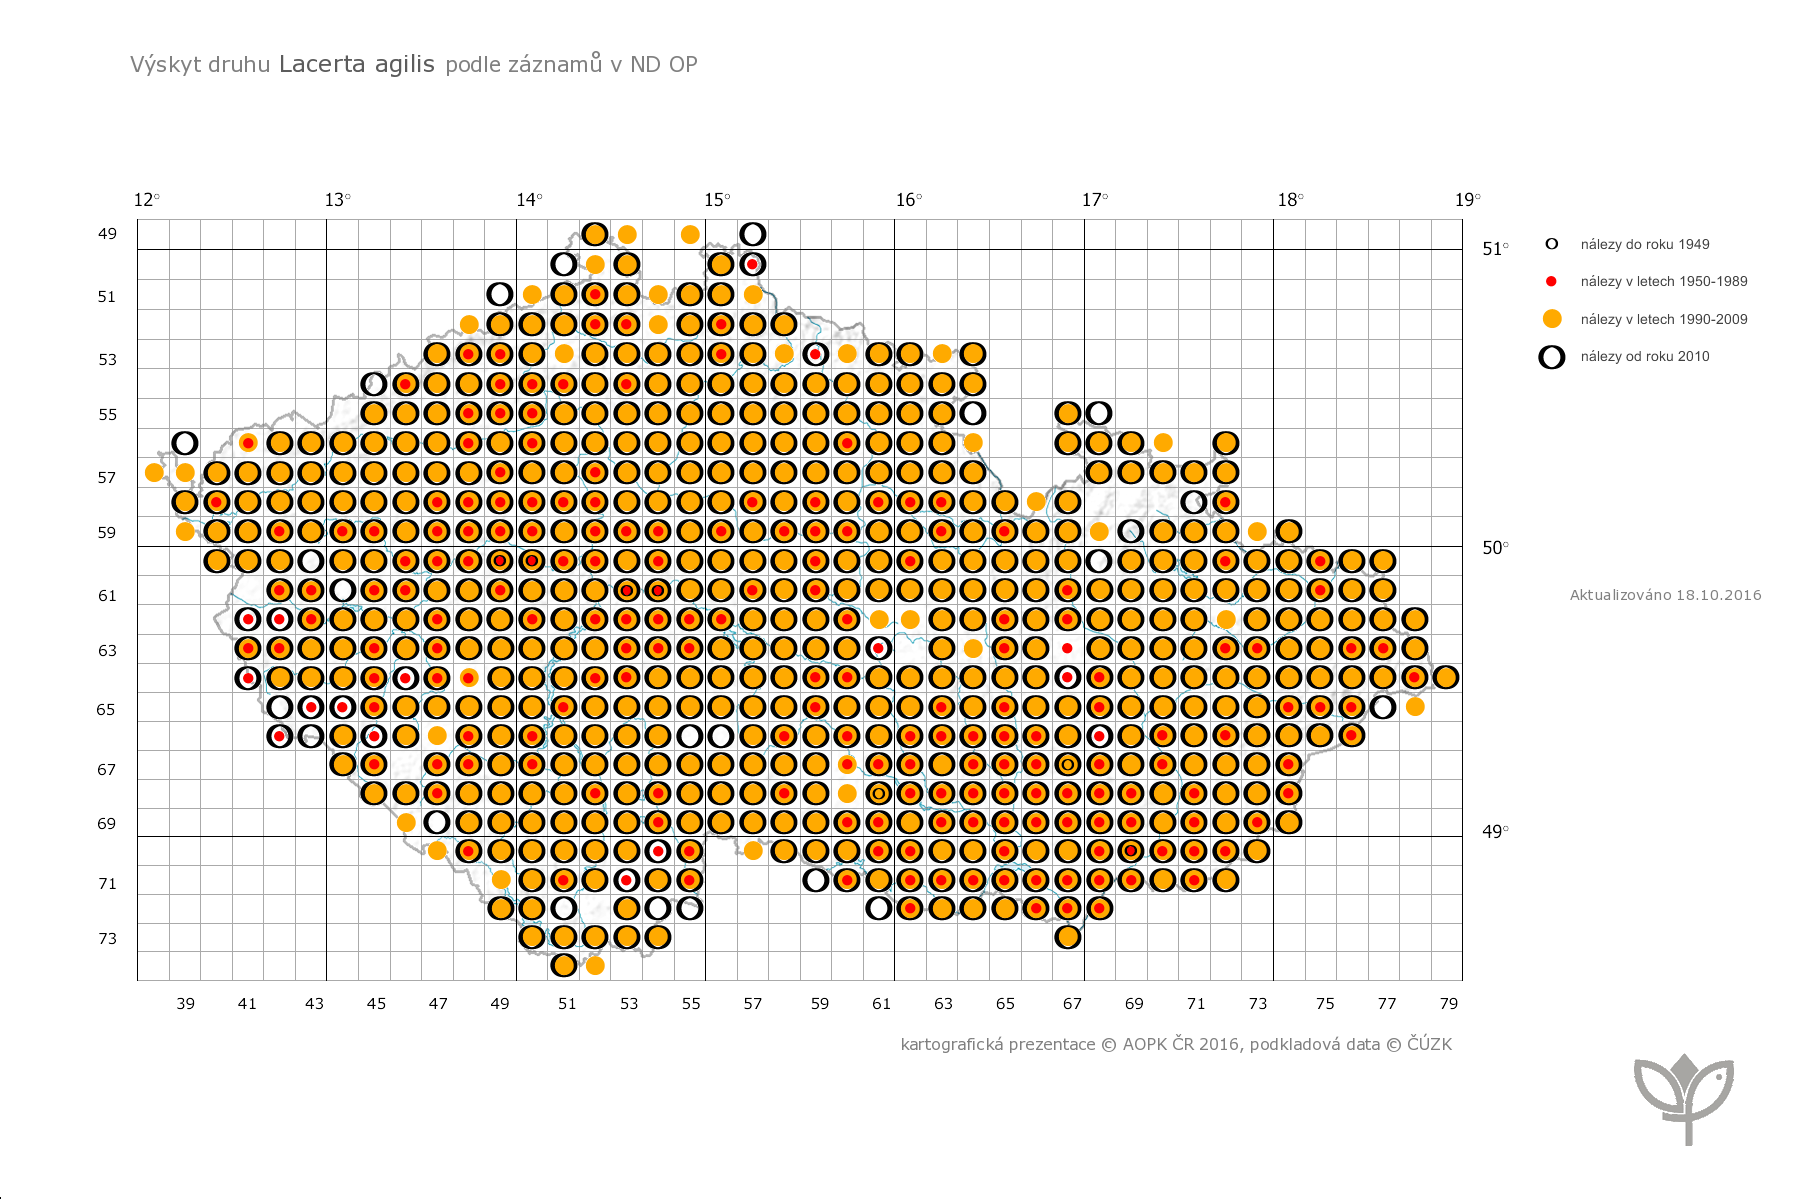 Výskyt druhu Lacerta agilis podle záznamů v ND OP
12° 13° 14° 15° 16° 17° 18° 19°
49
51°
nálezy do roku 1949
nálezy v letech 1950-1989
51
nálezy v letech 1990-2009
53
nálezy od roku 2010
55
57
59
50°
61
Aktualizováno 18.10.2016
63
65
67
69
49°
71
73
39 41 43 45 47 49 51 53 55 57 59 61 63 65 67 69 71 73 75 77 79
kartografická prezentace © AOPK ČR 2016, podkladová data © ČÚZK